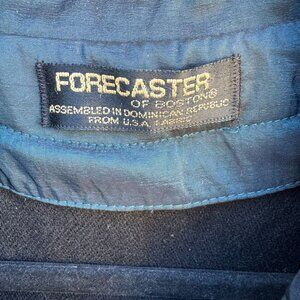 FORECASTER
OF BOSTON®
ASSEMBLED IN DOMINICAN REPUBLIC
FROM U.S.A. FABRIC